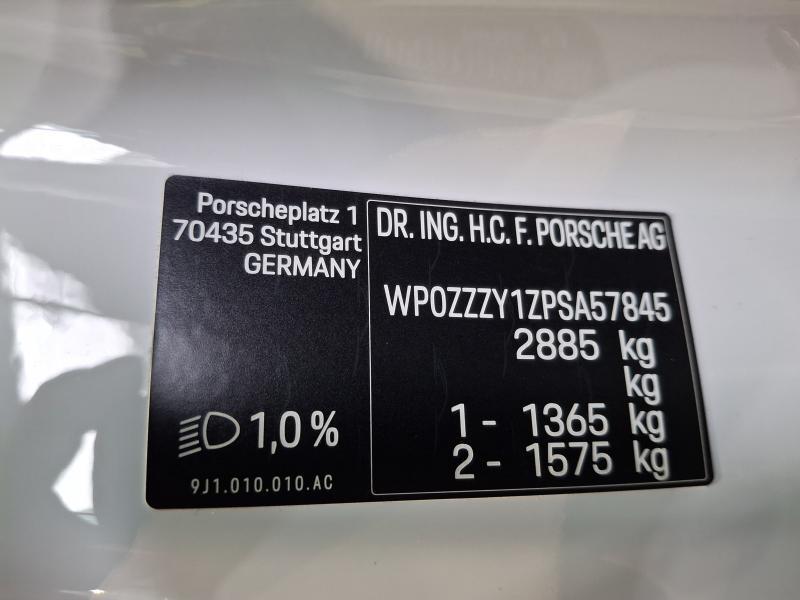 Porscheplatz 1
70435 Stuttgart
GERMANY
1,0 %
9J1.010.010.AC
DR. ING. H.C. F. PORSCHE AG
WP0ZZZY1ZPSA57845
2885 kg
kg
1 - 1365 kg
2 - 1575 kg